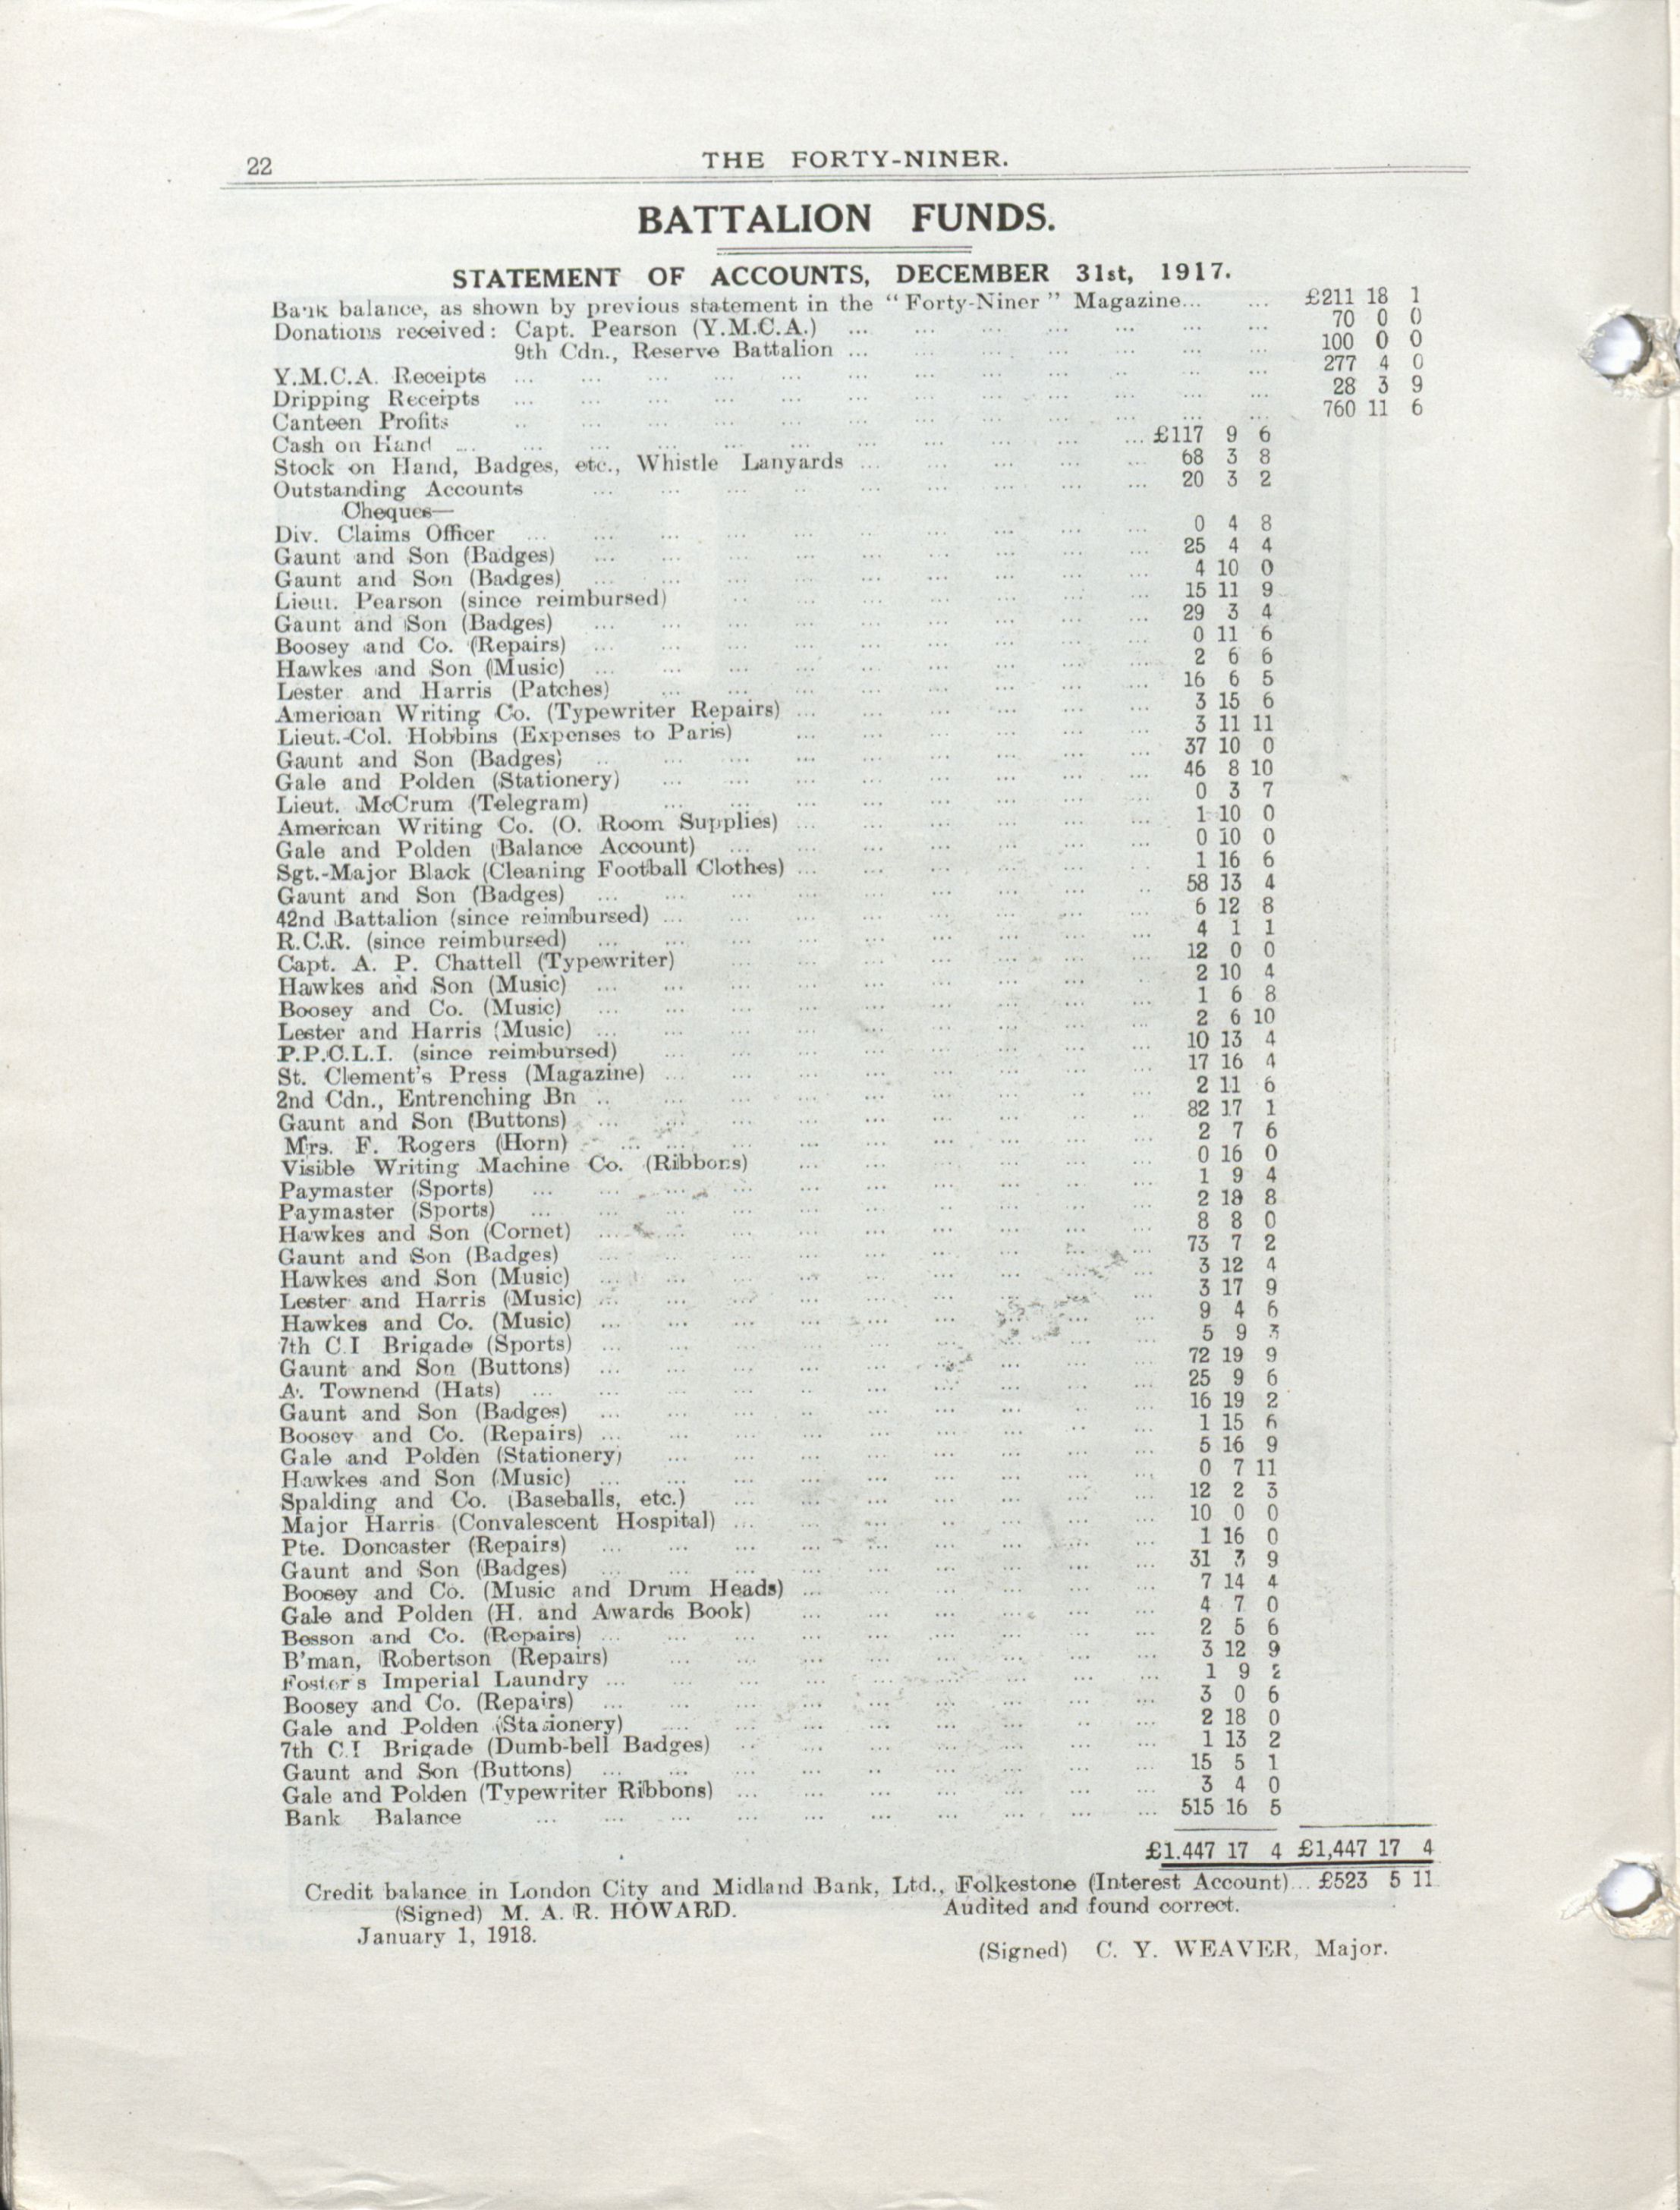 22
THE FORTY-NINER.
BATTALION FUNDS.
STATEMENT OF ACCOUNTS, DECEMBER 31st, 1917.
Bank balance, as shown by previous statement in the "Forty-Niner" Magazine... ... £211 18 1
Donations received: Capt. Pearson (Y.M.C.A.) ... ... ... ... ... ... ... 70 0 0
9th Cdn., Reserve Battalion ... ... ... ... ... ... ... 100 0 0
Y.M.C.A. Receipts ... ... ... ... ... ... ... ... ... ... .. ... 277 4 0
Dripping Receipts ... ... ... ... ... ... ... ... ... ... ... ... 28 3 9
Canteen Profits .. ... ... ... ... ... ... ... ... ... ... ... 760 11 6
Cash on Hand ... ... ... ... ... ... ... ... ... ... ... £117 9 6
Stock on Hand, Badges, etc., Whistle Lanyards ... ... ... ... ... 68 3 8
Outstanding Accounts ... ... ... .. ... ... ... ... ... 20 3 2
Cheques—
Div. Claims Officer ... ... ... ... ... ... ... ... ... ... 0 4 8
Gaunt and Son (Badges) ... ... ... ... ... ... ... ... ... 25 4 4
Gaunt and Son (Badges) ... ... ... ... ... ... ... ... ... 4 10 0
Lieut. Pearson (since reimbursed) .. ... ... ... ... ... ... 15 11 9
Gaunt and Son (Badges) ... ... ... ... ... ... ... ... ... 29 3 4
Boosey and Co. (Repairs) ... ... ... ... ... ... ... ... ... 0 11 6
Hawkes and Son (Music) ... ... ... ... ... ... ... ... ... 2 6 6
Lester and Harris (Patches) ... ... ... ... ... ... ... ... 16 6 5
American Writing Co. (Typewriter Repairs) ... ... ... ... ... ... 3 15 6
Lieut.-Col. Hobbins (Expenses to Paris) ... ... ... ... ... ... 3 11 11
Gaunt and Son (Badges) .. ... ... ... ... ... ... ... ... 37 10 0
Gale and Polden (Stationery) ... ... ... ... ... ... ... ... 46 8 10
Lieut. McCrum (Telegram) ... ... ... ... ... ... ... ... 0 3 7
American Writing Co. (O. Room Supplies) ... ... ... ... ... ... 1 10 0
Gale and Polden (Balance Account) ... ... ... ... ... ... ... 0 10 0
Sgt.-Major Black (Cleaning Football Clothes) ... ... ... ... ... ... 1 16 6
Gaunt and Son (Badges) ... ... ... ... ... ... ... ... .. 58 13 4
42nd Battalion (since reimbursed) ... ... ... ... ... ... ... ... 6 12 8
R.C.R. (since reimbursed) ... ... ... ... ... ... ... ... ... 4 1 1
Capt. A. P. Chattell (Typewriter) ... ... ... ... ... ... ... 12 0 0
Hawkes and Son (Music) ... ... ... ... ... ... ... ... .. 2 10 4
Boosey and Co. (Music) ... ... ... ... ... ... ... ... ... 1 6 8
Lester and Harris (Music) ... ... ... ... ... ... ... ... ... 2 6 10
P.P.C.L.I. (since reimbursed) ... ... ... ... ... ... ... ... 10 13 4
St. Clement's Press (Magazine) ... ... ... ... ... ... ... ... 17 16 4
2nd Cdn., Entrenching Bn .. ... ... ... ... ... ... ... ... 2 11 6
Gaunt and Son (Buttons) ... ... ... ... ... ... ... ... .. 82 17 1
Mrs. F. Rogers (Horn) ... ... ... ... ... ... ... ... 2 7 6
Visible Writing Machine Co. (Ribbons) ... ... ... ... ... ... 0 16 0
Paymaster (Sports) ... ... ... ... ... ... ... ... ... ... 1 9 4
Paymaster (Sports) ... ... ... ... ... ... ... ... ... ... 2 18 8
Hawkes and Son (Cornet) ... ... ... ... ... ... ... ... ... 8 8 0
Gaunt and Son (Badges) ... ... ... ... ... ... ... ... ... 73 7 2
Hawkes and Son (Music) ... ... ... ... ... ... ... ... ... 3 12 4
Lester and Harris (Music) ... ... ... ... ... ... ... ... ... 3 17 9
Hawkes and Co. (Music) ... ... ... ... ... ... ... ... ... 9 4 6
7th C.I Brigade (Sports) ... ... ... ... ... ... ... ... ... 5 9 3
Gaunt and Son (Buttons) ... ... ... ... ... ... ... ... ... 72 19 9
A. Townend (Hats) ... ... ... ... .. ... ... ... ... ... 25 9 6
Gaunt and Son (Badges) ... ... ... .. ... ... ... ... ... 16 19 2
Boosey and Co. (Repairs) ... ... ... ... ... ... ... .. ... 1 15 6
Gale and Polden (Stationery) ... ... ... ... ... ... ... ... 5 16 9
Hawkes and Son (Music) ... ... ... ... ... ... ... ... ... 0 7 11
Spalding and Co. (Baseballs, etc.) ... ... ... ... ... ... ... 12 2 3
Major Harris (Convalescent Hospital) ... ... ... ... ... ... ... 10 0 0
Pte. Doncaster (Repairs) ... ... ... ... ... ... ... ... ... 1 16 0
Gaunt and Son (Badges) ... ... ... ... ... ... ... ... ... 31 3 9
Boosey and Co. (Music and Drum Heads) ... ... ... ... ... ... 7 14 4
Gale and Polden (H. and Awards Book) ... ... ... ... ... ... 4 7 0
Besson and Co. (Repairs) ... ... ... ... ... ... ... ... ... 2 5 6
B'man, Robertson (Repairs) ... ... ... ... ... ... ... ... 3 12 9
Foster's Imperial Laundry ... ... ... ... ... ... ... ... ... 1 9 2
Boosey and Co. (Repairs) ... ... ... ... ... ... ... ... ... 3 0 6
Gale and Polden (Stationery) ... ... ... ... ... ... .. ... 2 18 0
7th C.I Brigade (Dumb-bell Badges) .. ... ... ... ... ... ... 1 13 2
Gaunt and Son (Buttons) ... ... ... ... .. ... ... ... ... 15 5 1
Gale and Polden (Typewriter Ribbons) ... ... ... ... ... ... ... 3 4 0
Bank Balance ... ... ... ... ... ... ... ... ... ... 515 16 5
£1.447 17 4 £1,447 17 4
Credit balance in London City and Midland Bank, Ltd., Folkestone (Interest Account)... £523 5 11
(Signed) M. A. R. HOWARD. Audited and found correct.
January 1, 1918.
(Signed) C. Y. WEAVER, Major.